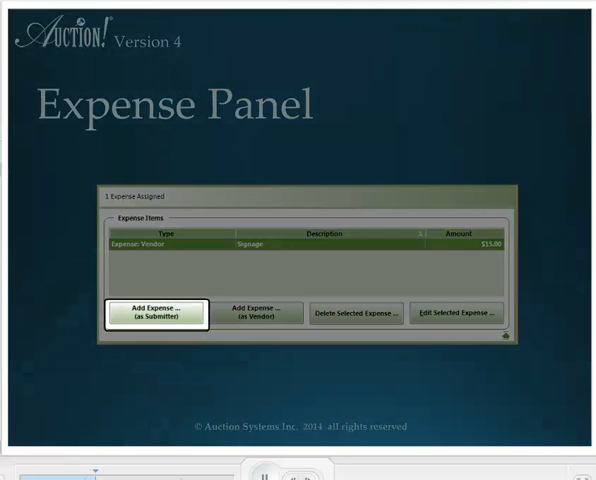 AUCTION!® Version 4
Expense Panel
1 Expense Assigned
Expense Items
Type Description Amount
Expense: Vendor Signage $15.00
Add Expense ... Add Expense ... Delete Selected Expense ... Edit Selected Expense ...
(as Submitter) (as Vendor)
© Auction Systems Inc. 2014 all rights reserved